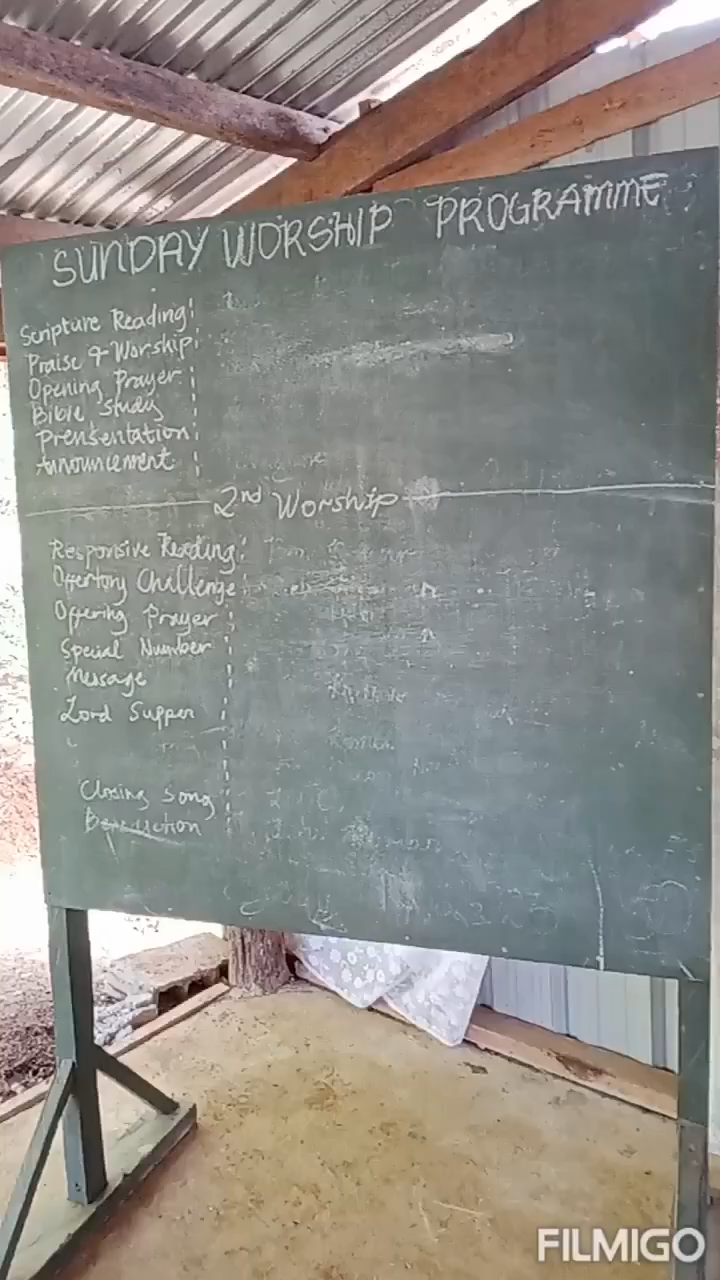 SUNDAY WORSHIP PROGRAMME
Scripture Reading:
Praise & Worship:
Opening Prayer
Bible Study
Prensentation
Announcement
2nd Worship
Responsive Reading:
Offertory Challenge
Offering Prayer
Special Number
Message
Lord Supper
Closing Song
FILMIGO